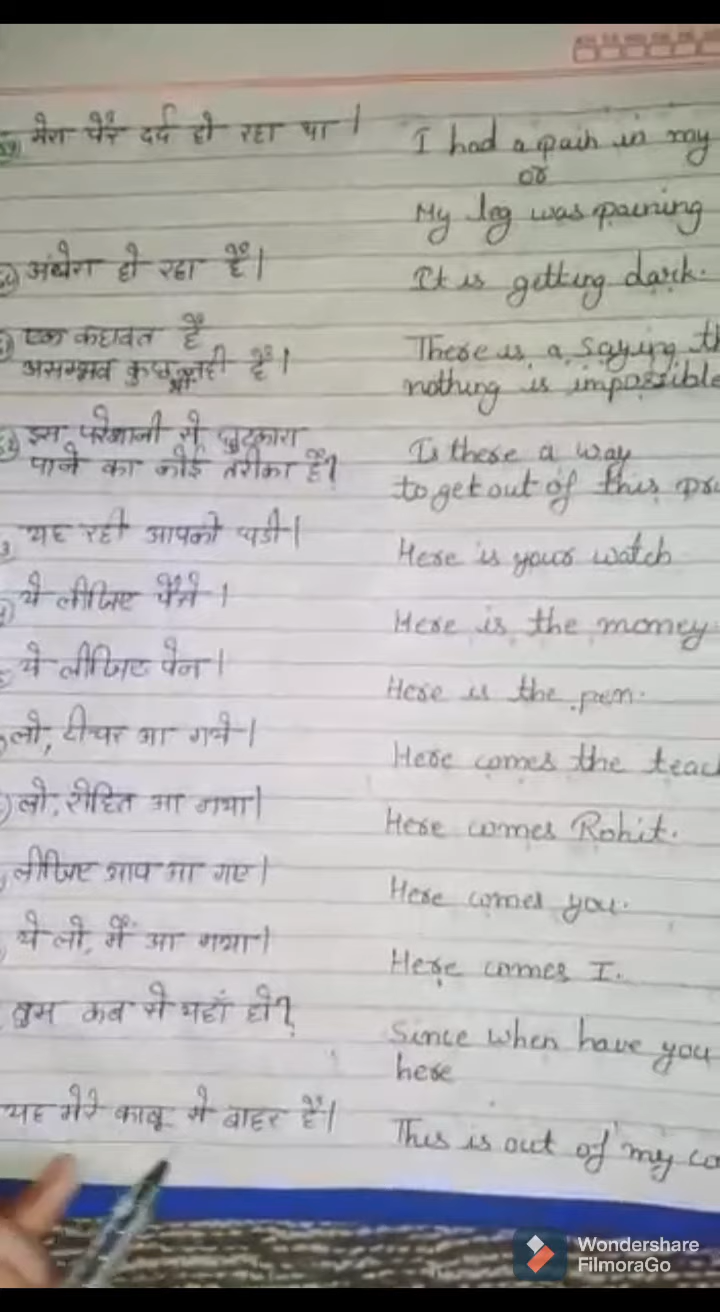 मेरा पैर दर्द हो रहा था। I had a pain in my
or
My leg was paining
अंधेरा हो रहा है। It is getting dark.
एक कहावत है
असम्भव कुछ भी नही है। There is a saying th
nothing is impossible
इस परेशानी से छुटकारा
पाने का कोई तरीका है? Is there a way
to get out of this pro
यह रही आपकी घडी। Here is your watch
ये लीजिए पैसे। Here is the money
ये लीजिए पेन। Here is the pen.
लो, टीचर आ गये। Here comes the teac
लो, रोहित आ गया। Here comes Rohit.
लीजिए आप आ गए। Here comes you.
ये लो, मैं आ गया। Here comes I.
तुम कब से यहाँ हो? Since when have you
here
यह मेरे काबू से बाहर है। This is out of my co
Wondershare
FilmoraGo